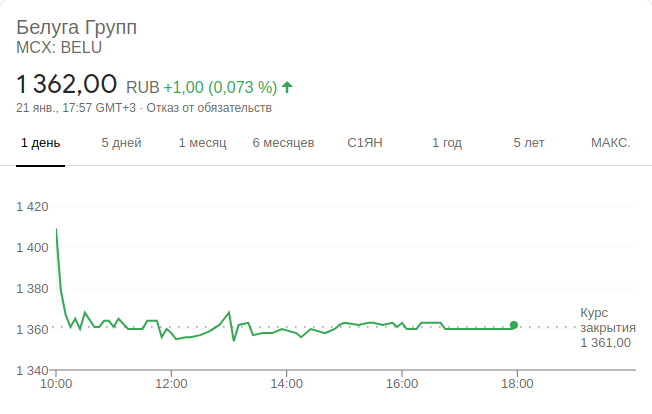 Белуга Групп
MCX: BELU
1 362,00 RUB +1,00 (0,073 %)
21 янв., 17:57 GMT+3 · Отказ от обязательств
1 день 5 дней 1 месяц 6 месяцев С1ЯН 1 год 5 лет МАКС.
1 420
1 400
1 380
1 360
1 340
Курс
закрытия
1 361,00
10:00 12:00 14:00 16:00 18:00